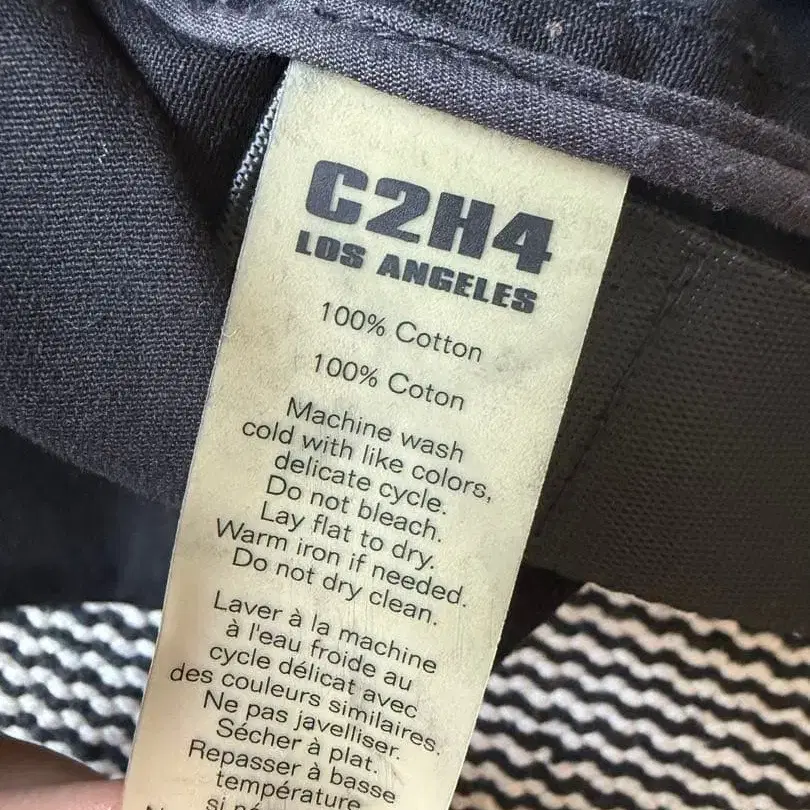 C2H4
LOS ANGELES
100% Cotton
100% Coton
Machine wash
cold with like colors,
delicate cycle.
Do not bleach.
Lay flat to dry.
Warm iron if needed.
Do not dry clean.
Laver à la machine
à l'eau froide au
cycle délicat avec
des couleurs similaires.
Ne pas javelliser.
Sécher à plat.
Repasser à basse
température
si